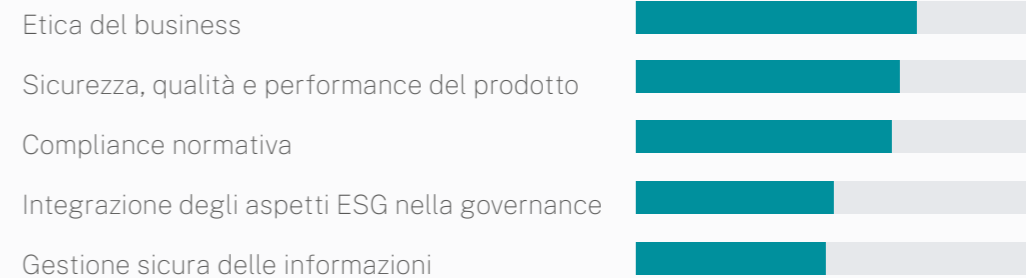 Etica del business
Sicurezza, qualità e performance del prodotto
Compliance normativa
Integrazione degli aspetti ESG nella governance
Gestione sicura delle informazioni